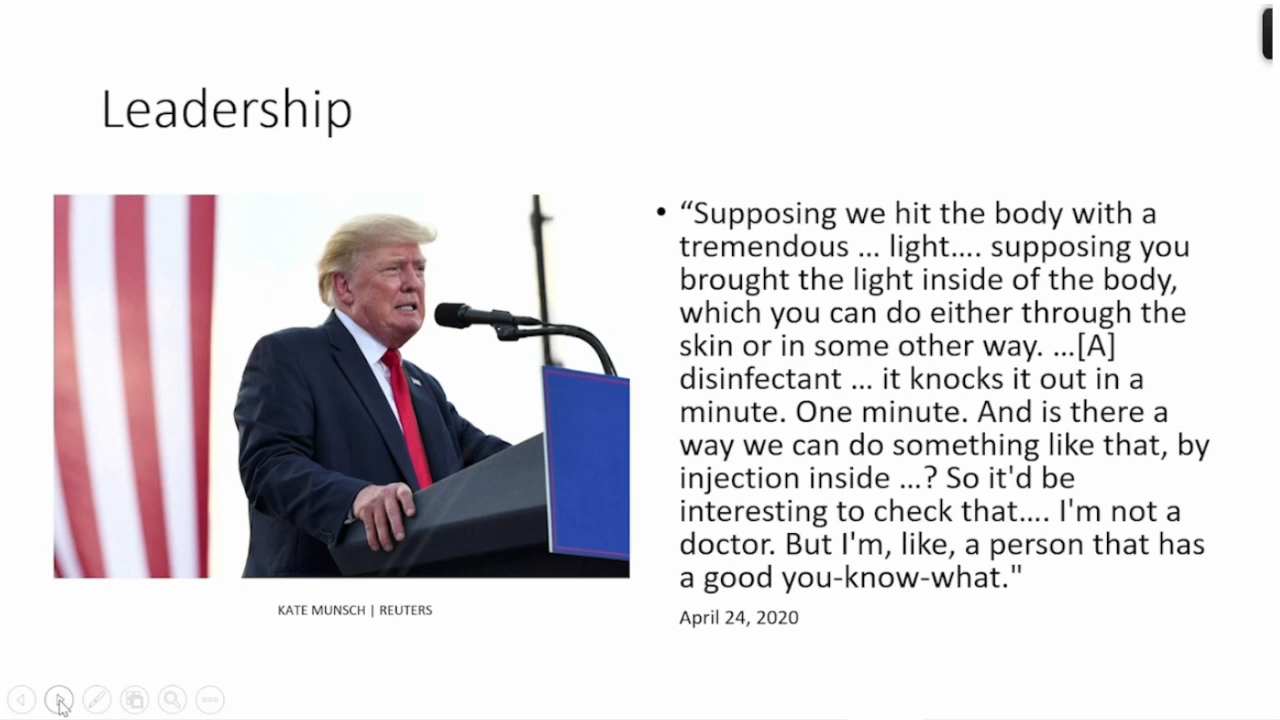 Leadership
• “Supposing we hit the body with a
tremendous ... light.... supposing you
brought the light inside of the body,
which you can do either through the
skin or in some other way. ...[A]
disinfectant ... it knocks it out in a
minute. One minute. And is there a
way we can do something like that, by
injection inside ...? So it'd be
interesting to check that.... I'm not a
doctor. But I'm, like, a person that has
a good you-know-what."
April 24, 2020
KATE MUNSCH | REUTERS